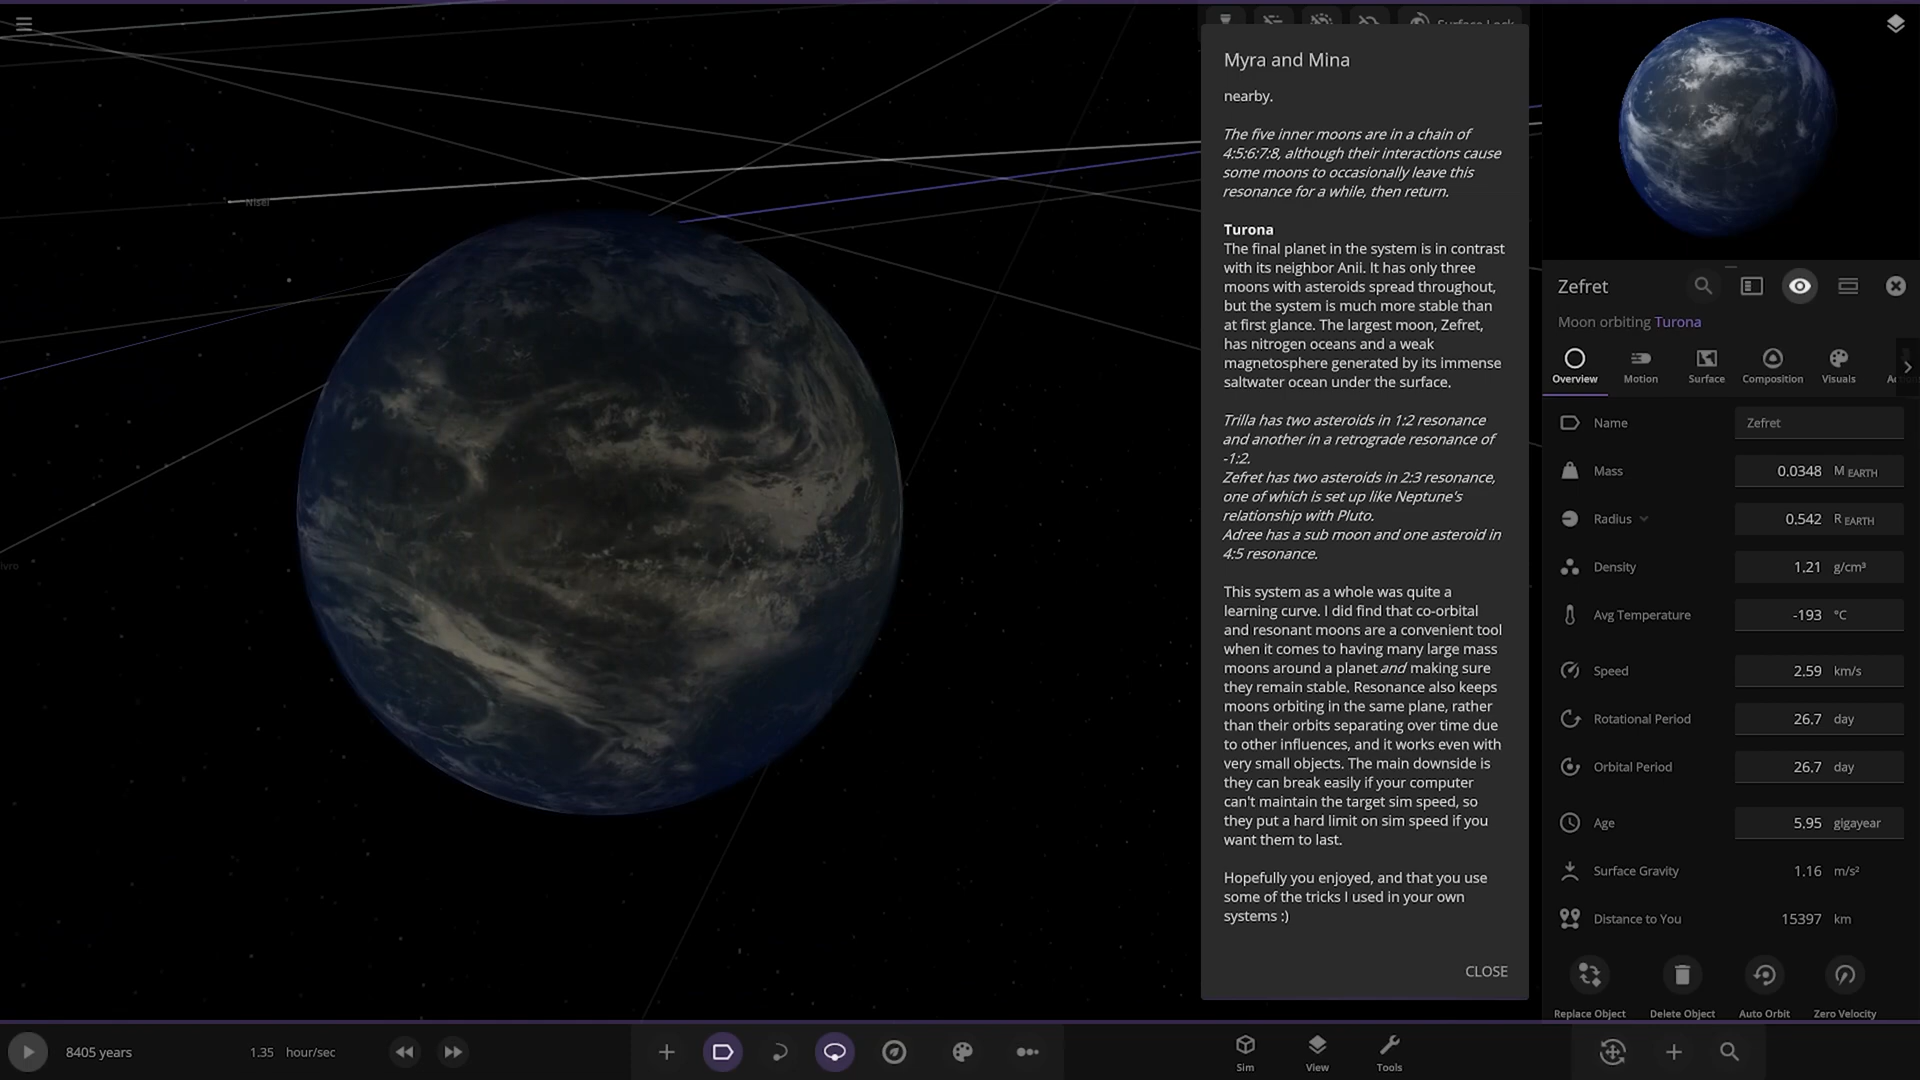 Surface Lock
Myra and Mina
nearby.
The five inner moons are in a chain of
4:5:6:7:8, although their interactions cause
some moons to occasionally leave this
resonance for a while, then return.
Turona
The final planet in the system is in contrast
with its neighbor Anii. It has only three
moons with asteroids spread throughout,
but the system is much more stable than
at first glance. The largest moon, Zefret,
has nitrogen oceans and a weak
magnetosphere generated by its immense
saltwater ocean under the surface.
Trilla has two asteroids in 1:2 resonance
and another in a retrograde resonance of
-1:2.
Zefret has two asteroids in 2:3 resonance,
one of which is set up like Neptune's
relationship with Pluto.
Adree has a sub moon and one asteroid in
4:5 resonance.
This system as a whole was quite a
learning curve. I did find that co-orbital
and resonant moons are a convenient tool
when it comes to having many large mass
moons around a planet and making sure
they remain stable. Resonance also keeps
moons orbiting in the same plane, rather
than their orbits separating over time due
to other influences, and it works even with
very small objects. The main downside is
they can break easily if your computer
can't maintain the target sim speed, so
they put a hard limit on sim speed if you
want them to last.
Hopefully you enjoyed, and that you use
some of the tricks I used in your own
systems :)
CLOSE
Nisei
Zefret
Moon orbiting Turona
Overview Motion Surface Composition Visuals
Name Zefret
Mass 0.0348 M EARTH
Radius 0.542 R EARTH
Density 1.21 g/cm³
Avg Temperature -193 °C
Speed 2.59 km/s
Rotational Period 26.7 day
Orbital Period 26.7 day
Age 5.95 gigayear
Surface Gravity 1.16 m/s²
Distance to You 15397 km
Replace Object Delete Object Auto Orbit Zero Velocity
8405 years 1.35 hour/sec
Sim View Tools